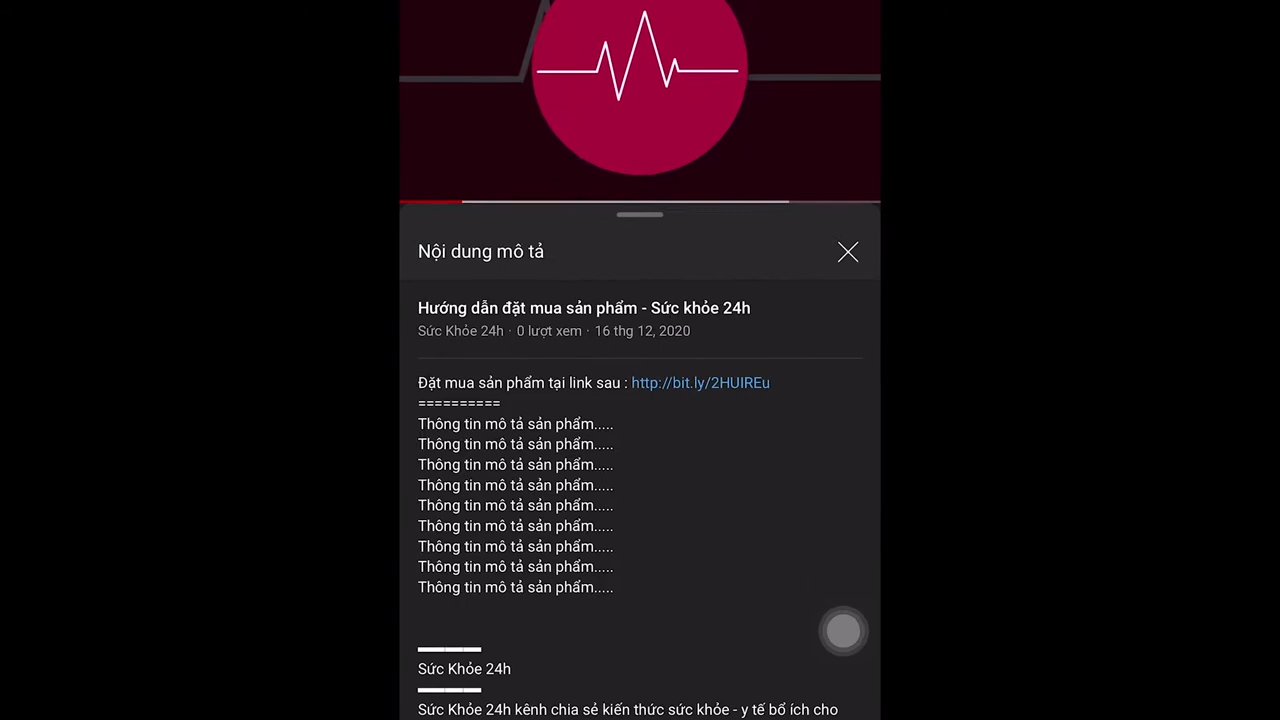 Nội dung mô tả
Hướng dẫn đặt mua sản phẩm - Sức khỏe 24h
Sức Khỏe 24h · 0 lượt xem · 16 thg 12, 2020
Đặt mua sản phẩm tại link sau : http://bit.ly/2HUIREu
==========
Thông tin mô tả sản phẩm.....
Thông tin mô tả sản phẩm.....
Thông tin mô tả sản phẩm.....
Thông tin mô tả sản phẩm.....
Thông tin mô tả sản phẩm.....
Thông tin mô tả sản phẩm.....
Thông tin mô tả sản phẩm.....
Thông tin mô tả sản phẩm.....
Thông tin mô tả sản phẩm.....
Sức Khỏe 24h
Sức Khỏe 24h kênh chia sẻ kiến thức sức khỏe - y tế bổ ích cho